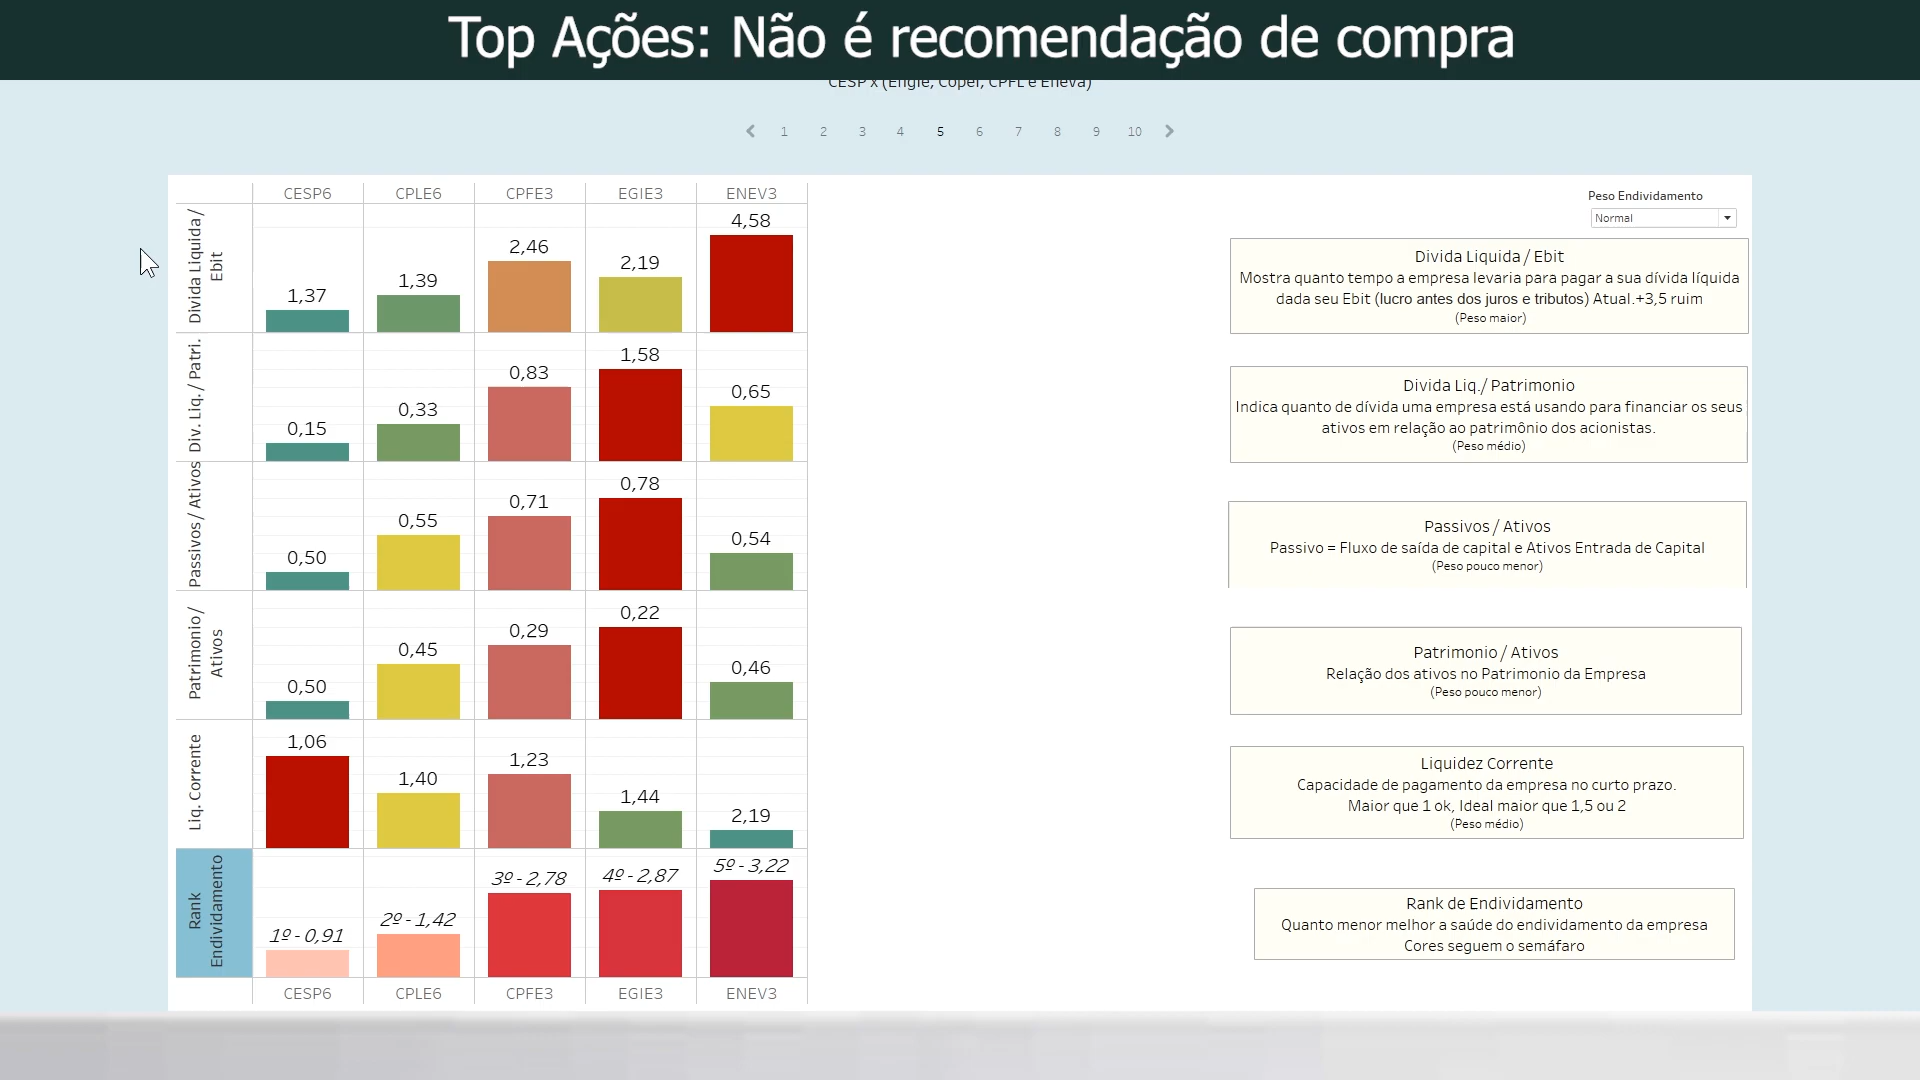 Top Ações: Não é recomendação de compra
CESP x (Engie, Copel, CPFL e Eneva)
1 2 3 4 5 6 7 8 9 10
CESP6 CPLE6 CPFE3 EGIE3 ENEV3
Divida Liquida /
Ebit
1,37 1,39 2,46 2,19 4,58
Div. Liq. / Patri.
0,15 0,33 0,83 1,58 0,65
Passivos / Ativos
0,50 0,55 0,71 0,78 0,54
Patrimonio /
Ativos
0,50 0,45 0,29 0,22 0,46
Liq. Corrente
1,06 1,40 1,23 1,44 2,19
Rank
Endividamento
1º - 0,91 2º - 1,42 3º - 2,78 4º - 2,87 5º - 3,22
CESP6 CPLE6 CPFE3 EGIE3 ENEV3
Peso Endividamento
Normal
Divida Liquida / Ebit
Mostra quanto tempo a empresa levaria para pagar a sua dívida líquida
dada seu Ebit (lucro antes dos juros e tributos) Atual.+3,5 ruim
(Peso maior)
Divida Liq./ Patrimonio
Indica quanto de dívida uma empresa está usando para financiar os seus
ativos em relação ao patrimônio dos acionistas.
(Peso médio)
Passivos / Ativos
Passivo = Fluxo de saída de capital e Ativos Entrada de Capital
(Peso pouco menor)
Patrimonio / Ativos
Relação dos ativos no Patrimonio da Empresa
(Peso pouco menor)
Liquidez Corrente
Capacidade de pagamento da empresa no curto prazo.
Maior que 1 ok, Ideal maior que 1,5 ou 2
(Peso médio)
Rank de Endividamento
Quanto menor melhor a saúde do endividamento da empresa
Cores seguem o semáfaro